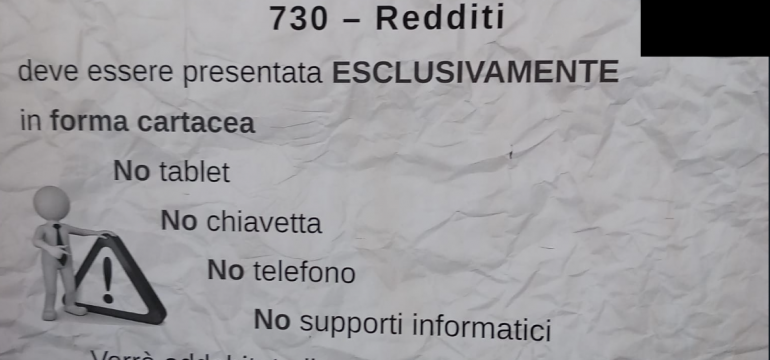 730 – Redditi
deve essere presentata ESCLUSIVAMENTE
in forma cartacea
No tablet
No chiavetta
No telefono
No supporti informatici